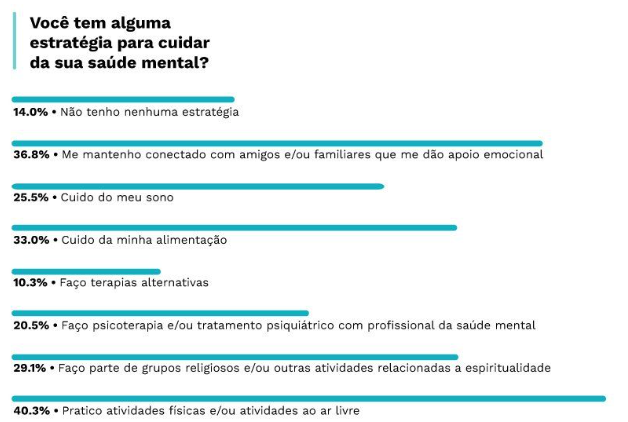 Você tem alguma
estratégia para cuidar
da sua saúde mental?
14.0% • Não tenho nenhuma estratégia
36.8% • Me mantenho conectado com amigos e/ou familiares que me dão apoio emocional
25.5% • Cuido do meu sono
33.0% • Cuido da minha alimentação
10.3% • Faço terapias alternativas
20.5% • Faço psicoterapia e/ou tratamento psiquiátrico com profissional da saúde mental
29.1% • Faço parte de grupos religiosos e/ou outras atividades relacionadas a espiritualidade
40.3% • Pratico atividades físicas e/ou atividades ao ar livre